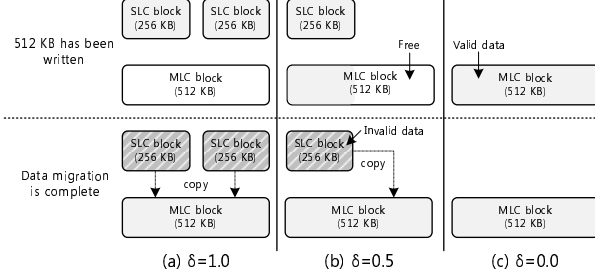 SLC block
(256 KB)
SLC block
(256 KB)
SLC block
(256 KB)
512 KB has been
written
Free
Valid data
MLC block
(512 KB)
MLC block
(512 KB)
MLC block
(512 KB)
Invalid data
SLC block
(256 KB)
SLC block
(256 KB)
SLC block
(256 KB)
copy
copy
Data migration
is complete
MLC block
(512 KB)
MLC block
(512 KB)
MLC block
(512 KB)
(a) δ=1.0
(b) δ=0.5
(c) δ=0.0